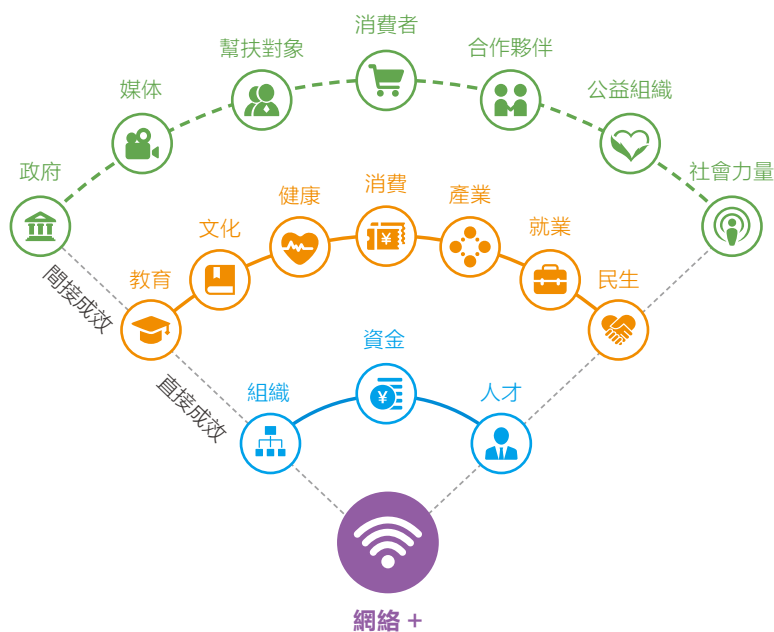 消費者
幫扶對象
合作夥伴
媒体
公益組織
政府
社會力量
消費
健康
產業
文化
就業
教育
民生
間接成效
資金
組織
人才
直接成效
網絡 +